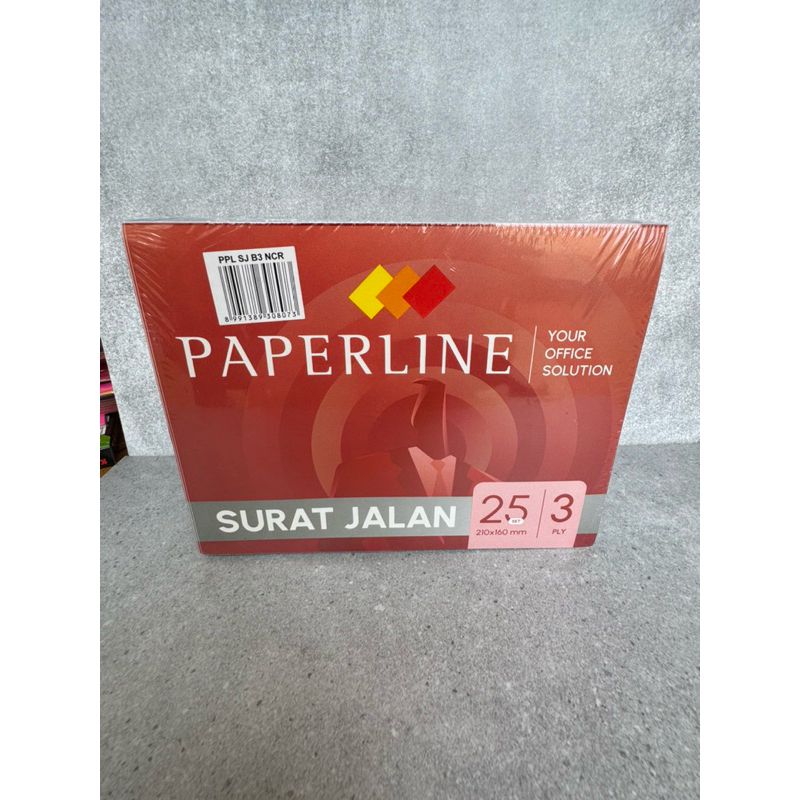 PPL SJ B3 NCR
8 991389 308073
PAPERLINE
YOUR
OFFICE
SOLUTION
SURAT JALAN
25 SET
210x160 mm
3
PLY